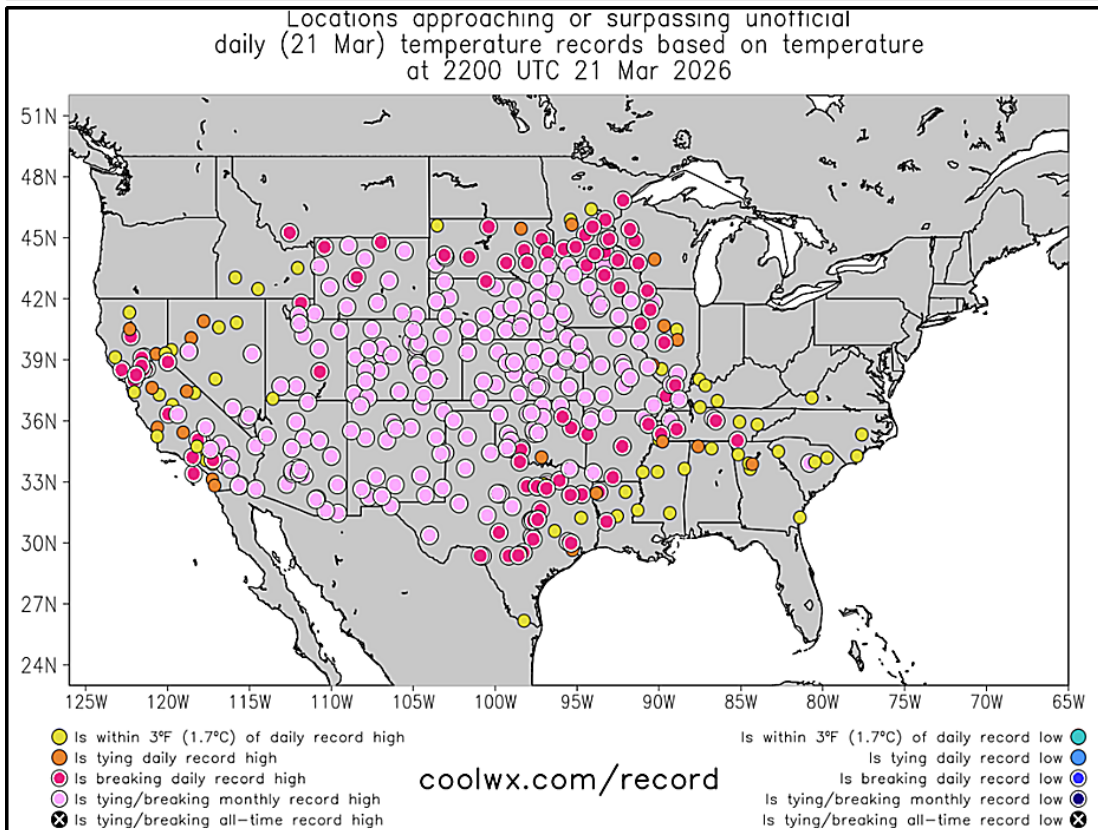 Locations approaching or surpassing unofficial
daily (21 Mar) temperature records based on temperature
at 2200 UTC 21 Mar 2026
51N
48N
45N
42N
39N
36N
33N
30N
27N
24N
125W 120W 115W 110W 105W 100W 95W 90W 85W 80W 75W 70W 65W
Is within 3ºF (1.7ºC) of daily record high
Is tying daily record high
Is breaking daily record high
Is tying/breaking monthly record high
Is tying/breaking all-time record high
coolwx.com/record
Is within 3ºF (1.7ºC) of daily record low
Is tying daily record low
Is breaking daily record low
Is tying/breaking monthly record low
Is tying/breaking all-time record low